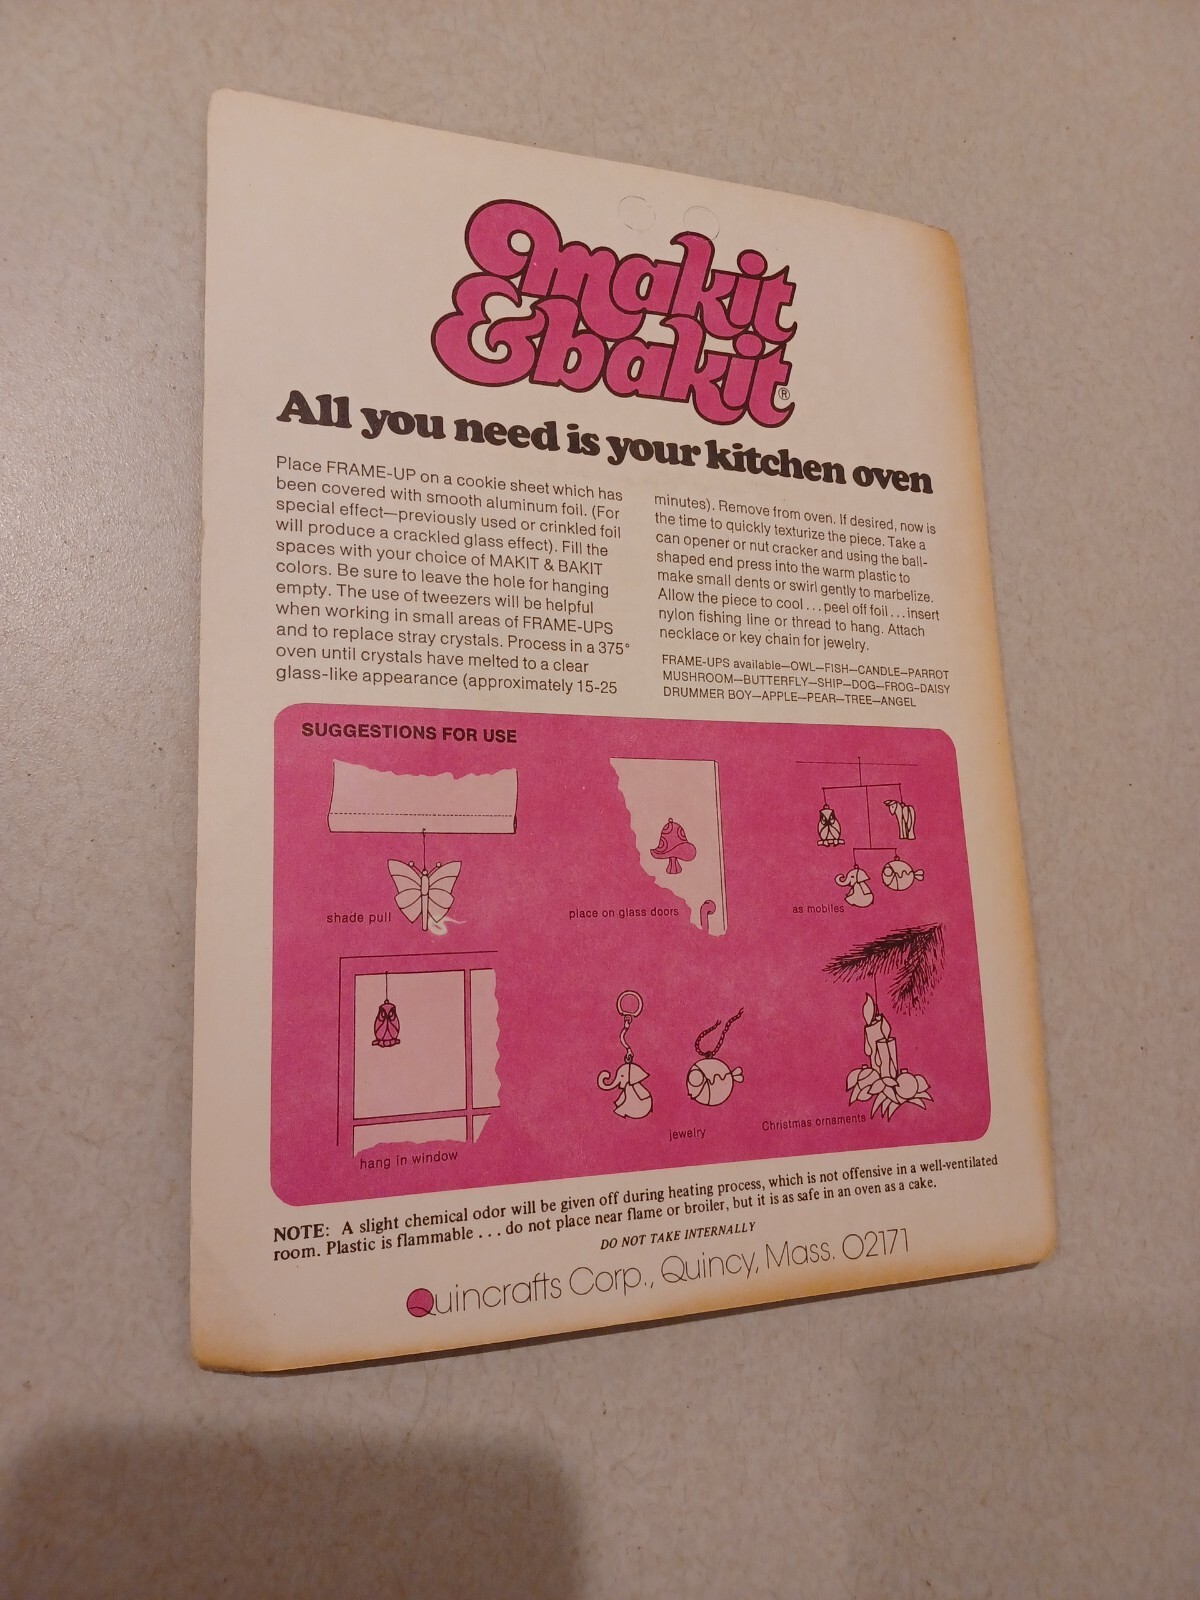 makit
&bakit®
All you need is your kitchen oven
Place FRAME-UP on a cookie sheet which has
been covered with smooth aluminum foil. (For
special effect—previously used or crinkled foil
will produce a crackled glass effect). Fill the
spaces with your choice of MAKIT & BAKIT
colors. Be sure to leave the hole for hanging
empty. The use of tweezers will be helpful
when working in small areas of FRAME-UPS
and to replace stray crystals. Process in a 375°
oven until crystals have melted to a clear
glass-like appearance (approximately 15-25
minutes). Remove from oven. If desired, now is
the time to quickly texturize the piece. Take a
can opener or nut cracker and using the ball-
shaped end press into the warm plastic to
make small dents or swirl gently to marbelize.
Allow the piece to cool . . . peel off foil . . . insert
nylon fishing line or thread to hang. Attach
necklace or key chain for jewelry.
FRAME-UPS available—OWL—FISH—CANDLE—PARROT
MUSHROOM—BUTTERFLY—SHIP—DOG—FROG—DAISY
DRUMMER BOY—APPLE—PEAR—TREE—ANGEL
SUGGESTIONS FOR USE
shade pull
place on glass doors
as mobiles
hang in window
jewelry
Christmas ornaments
NOTE: A slight chemical odor will be given off during heating process, which is not offensive in a well-ventilated
room. Plastic is flammable . . . do not place near flame or broiler, but it is as safe in an oven as a cake.
DO NOT TAKE INTERNALLY
Quincrafts Corp., Quincy, Mass. 02171